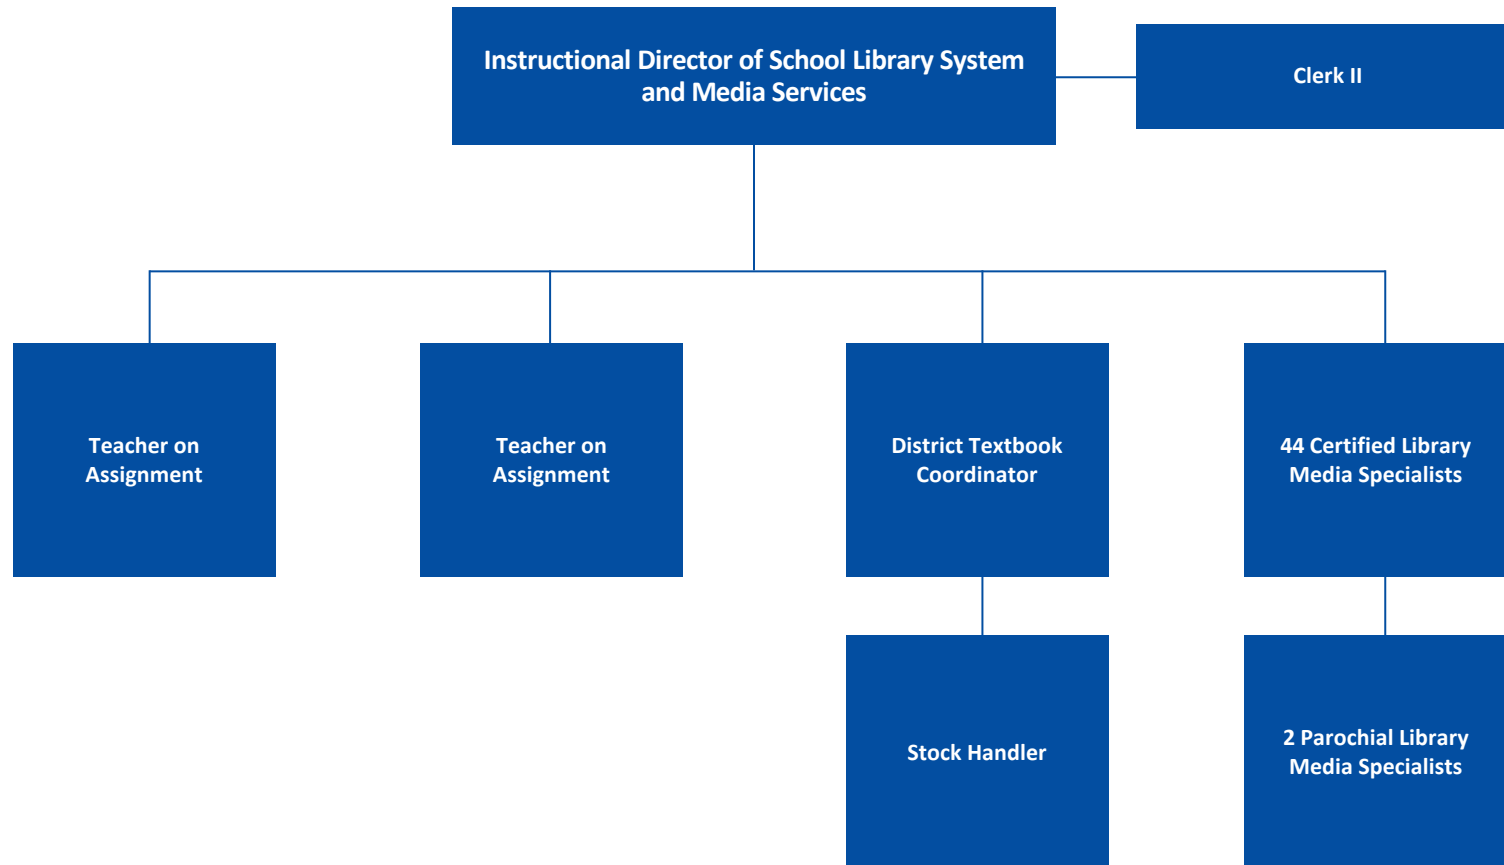 Instructional Director of School Library System
and Media Services
Clerk II
Teacher on
Assignment
Teacher on
Assignment
District Textbook
Coordinator
44 Certified Library
Media Specialists
Stock Handler
2 Parochial Library
Media Specialists